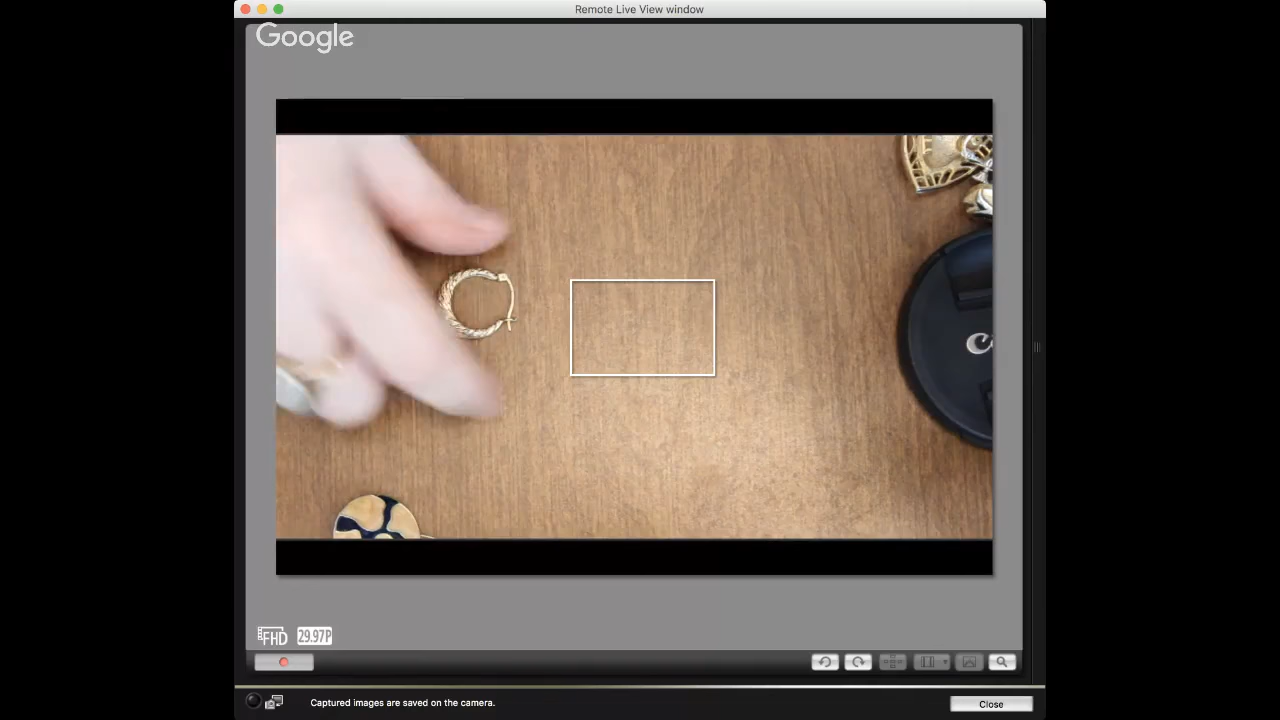 Remote Live View window
Google
C
FHD
29.97P
Captured images are saved on the camera.
Close